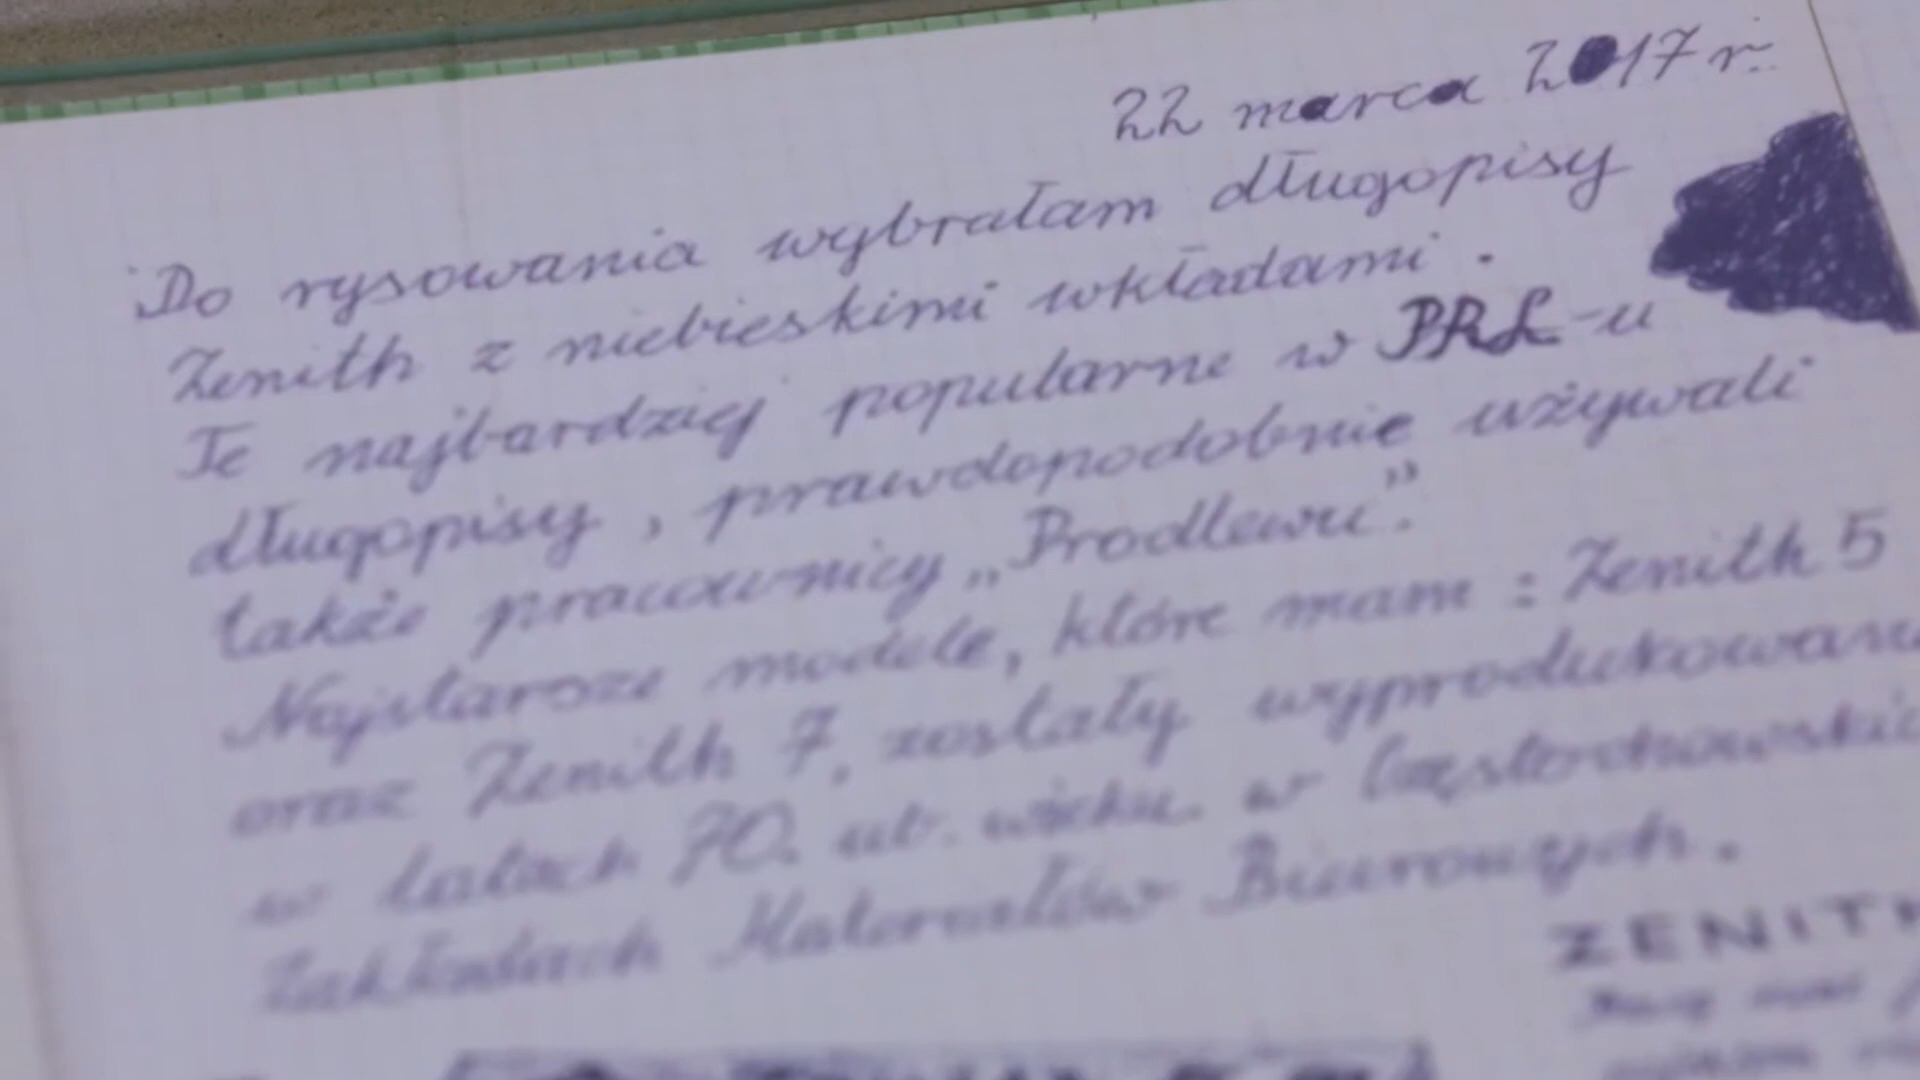 22 marca 2017 r.
Do rysowania wybrałam długopisy
Zenith z niebieskimi wkładami.
Te najbardziej popularne w PRL-u
długopisy, prawdopodobnie używali
także pracownicy „Prodlewu”.
Najstarsze modele, które mam: Zenith 5
oraz Zenith 7, zostały wyprodukowane
w latach 70. ub. wieku w Częstochowskich
Zakładach Materiałów Biurowych.
ZENITH